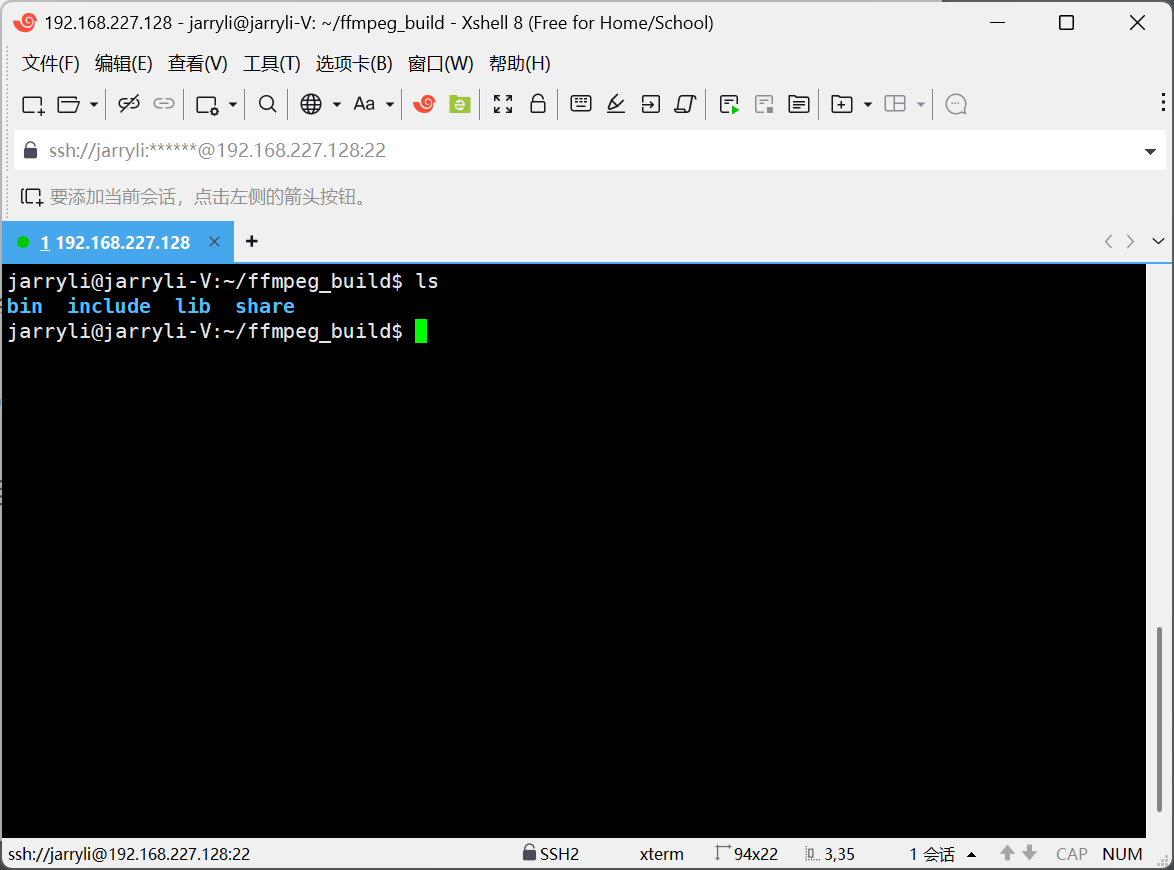 192.168.227.128 - jarryli@jarryli-V: ~/ffmpeg_build - Xshell 8 (Free for Home/School)
文件(F) 编辑(E) 查看(V) 工具(T) 选项卡(B) 窗口(W) 帮助(H)
Aa
ssh://jarryli:******@192.168.227.128:22
要添加当前会话，点击左侧的箭头按钮。
1 192.168.227.128 × +
jarryli@jarryli-V:~/ffmpeg_build$ ls
bin include lib share
jarryli@jarryli-V:~/ffmpeg_build$
ssh://jarryli@192.168.227.128:22 SSH2 xterm 94x22 3,35 1 会话 CAP NUM